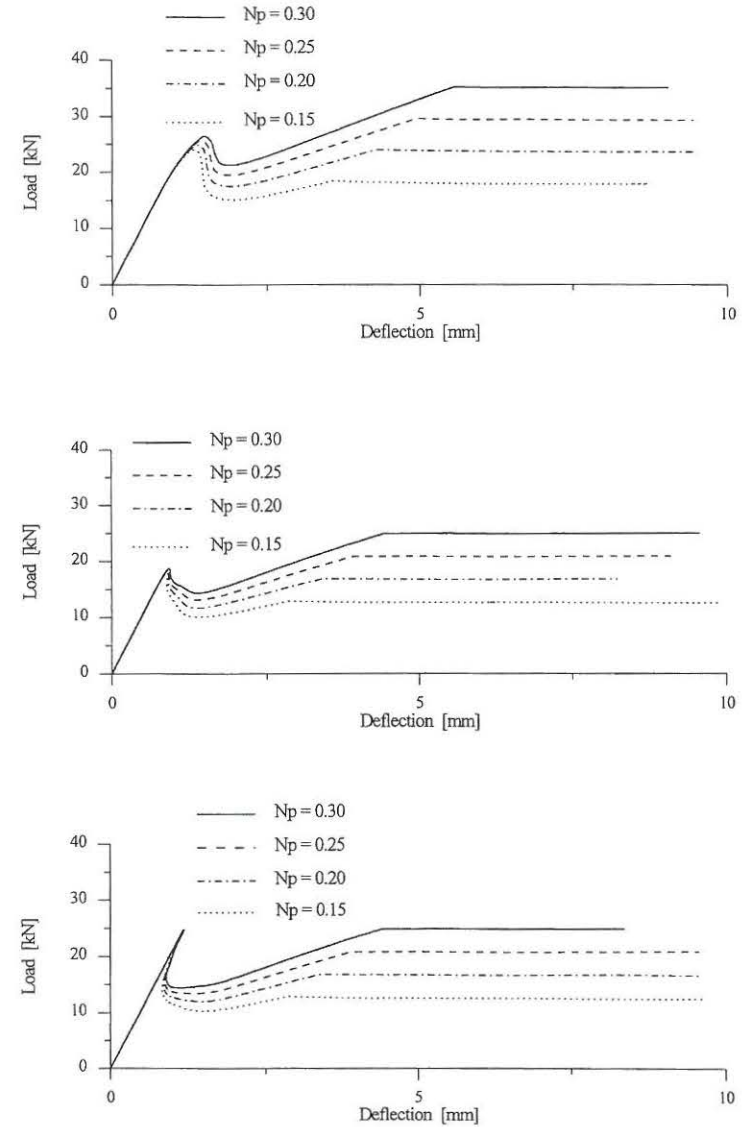 Np = 0.30
Np = 0.25
Np = 0.20
Np = 0.15
40
30
20
10
0
Load [kN]
0 5 10
Deflection [mm]
Np = 0.30
Np = 0.25
Np = 0.20
Np = 0.15
40
30
20
10
0
Load [kN]
0 5 10
Deflection [mm]
Np = 0.30
Np = 0.25
Np = 0.20
Np = 0.15
40
30
20
10
0
Load [kN]
0 5 10
Deflection [mm]